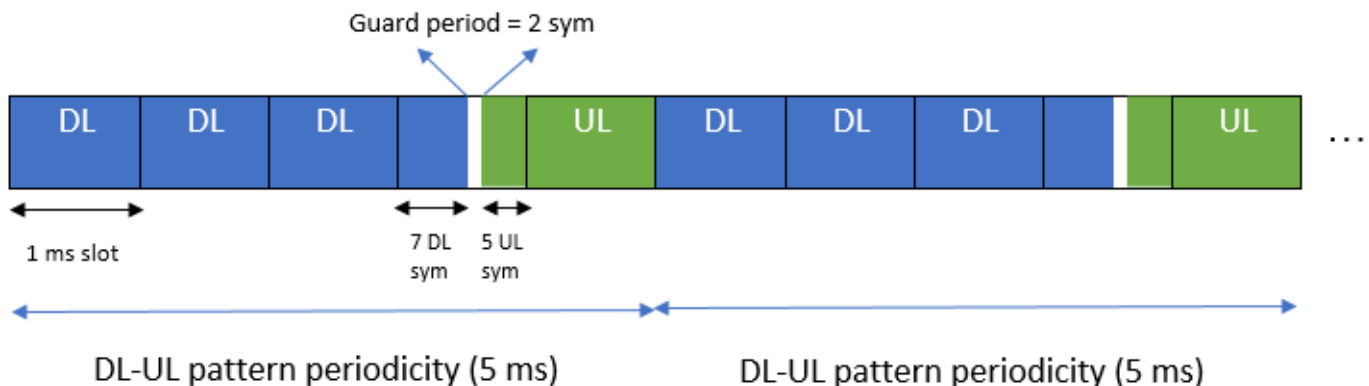 Guard period = 2 sym
DL DL DL UL DL DL DL UL ...
1 ms slot
7 DL
sym
5 UL
sym
DL-UL pattern periodicity (5 ms)
DL-UL pattern periodicity (5 ms)